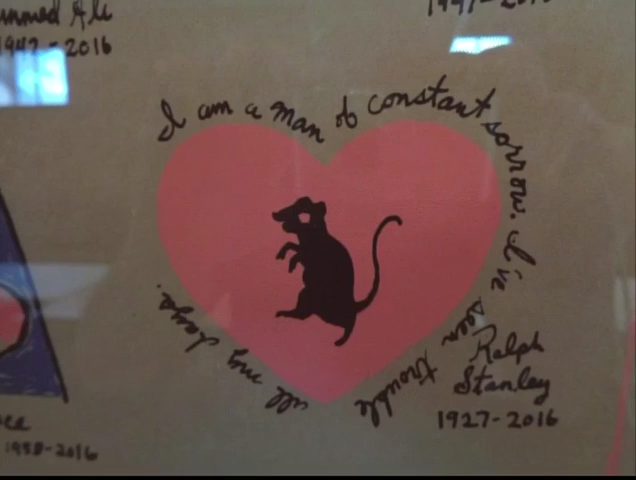 Ali
1942-2016
I am a man of constant sorrow. I've seen trouble all my days.
Ralph
Stanley
1927-2016
1958-2016